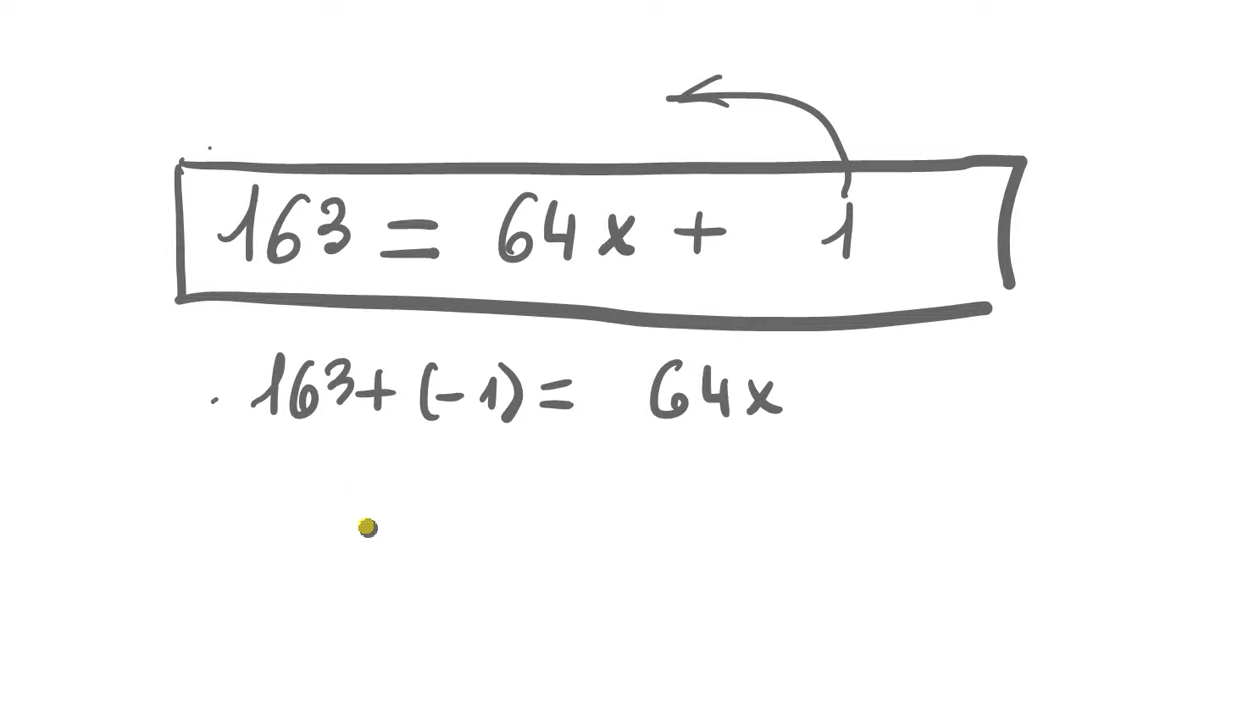 163 = 64x + 1
163 + (-1) = 64x